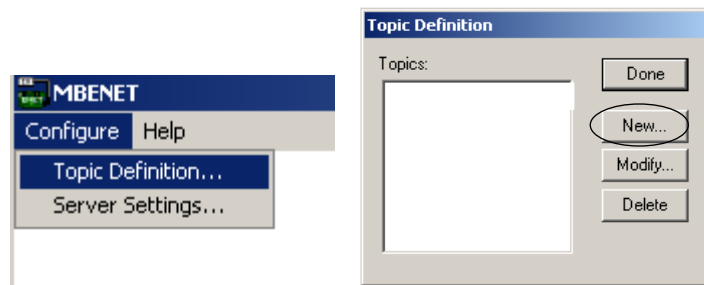 MBENET
Configure Help
Topic Definition...
Server Settings...
Topic Definition
Topics:
Done
New...
Modify...
Delete